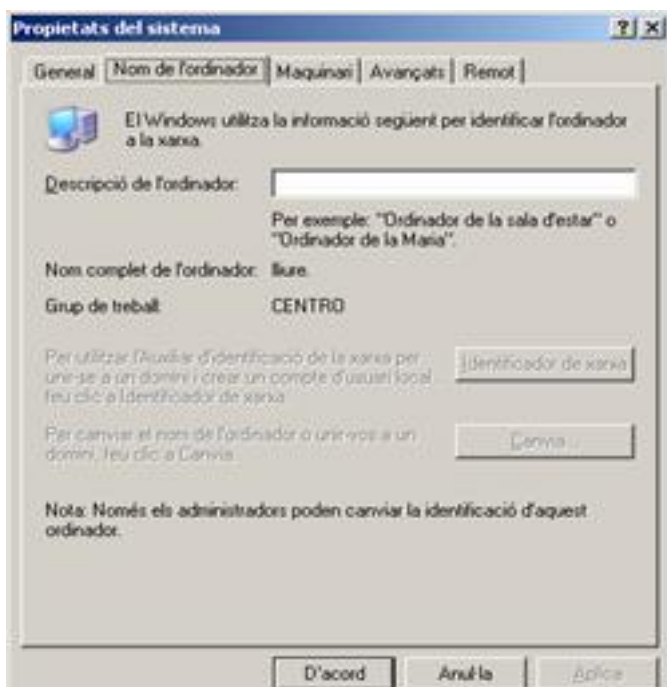 Propietats del sistema
General Nom de l'ordinador Maquinari Avançats Remot
El Windows utilitza la informació següent per identificar l'ordinador
a la xarxa.
Descripció de l'ordinador:
Per exemple: "Ordinador de la sala d'estar" o
"Ordinador de la Maria".
Nom complet de l'ordinador: lliure.
Grup de treball: CENTRO
Per utilitzar l'Auxiliar d'identificació de la xarxa per
unir-se a un domini i crear un compte d'usuari local,
feu clic a Identificador de xarxa.
Identificador de xarxa
Per canviar el nom de l'ordinador o unir-vos a un
domini, feu clic a Canvia.
Canvia...
Nota: Només els administradors poden canviar la identificació d'aquest
ordinador.
D'acord Anul·la Aplica